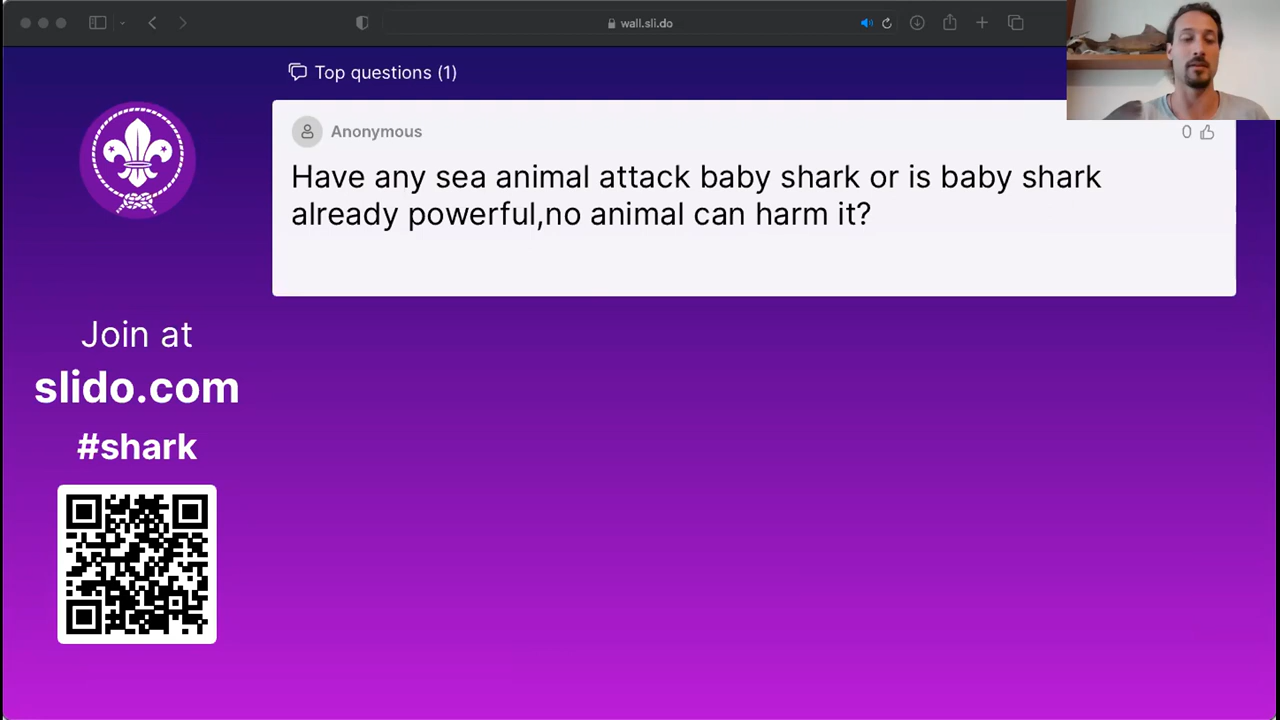 wall.sli.do
Top questions (1)
Anonymous
0
Have any sea animal attack baby shark or is baby shark
already powerful,no animal can harm it?
Join at
slido.com
#shark